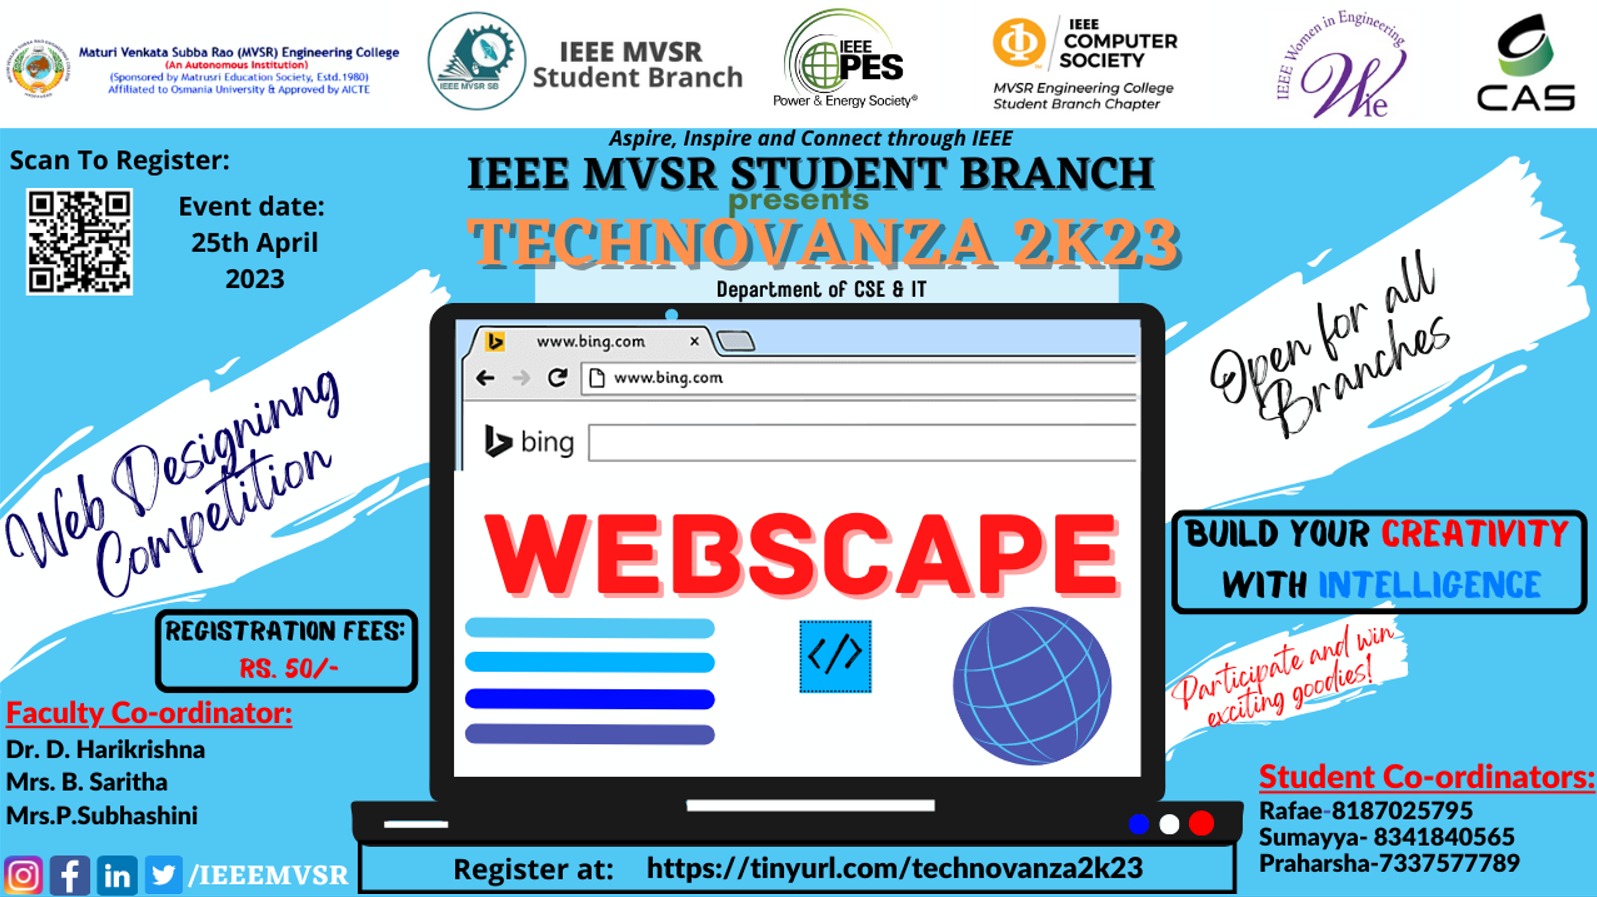 Maturi Venkata Subba Rao (MVSR) Engineering College
(An Autonomous Institution)
(Sponsored by Matrusri Education Society, Estd.1980)
Affiliated to Osmania University & Approved by AICTE
IEEE MVSR SB
IEEE MVSR
Student Branch
IEEE
PES
Power & Energy Society®
IEEE
COMPUTER
SOCIETY
MVSR Engineering College
Student Branch Chapter
IEEE Women in Engineering
Wie
CAS
Aspire, Inspire and Connect through IEEE
IEEE MVSR STUDENT BRANCH
presents
TECHNOVANZA 2K23
Department of CSE & IT
Scan To Register:
Event date:
25th April
2023
Web Designinng
Competition
Open for all
Branches
www.bing.com x
www.bing.com
bing
WEBSCAPE
</>
BUILD YOUR CREATIVITY
WITH INTELLIGENCE
Participate and win
exciting goodies!
REGISTRATION FEES:
RS. 50/-
Faculty Co-ordinator:
Dr. D. Harikrishna
Mrs. B. Saritha
Mrs.P.Subhashini
Student Co-ordinators:
Rafae-8187025795
Sumayya- 8341840565
Praharsha-7337577789
/IEEEMVSR
Register at: https://tinyurl.com/technovanza2k23